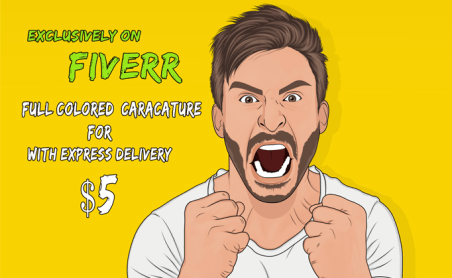 EXCLUSIVELY ON
FIVERR
FULL COLORED CARACATURE
FOR
WITH EXPRESS DELIVERY
$5